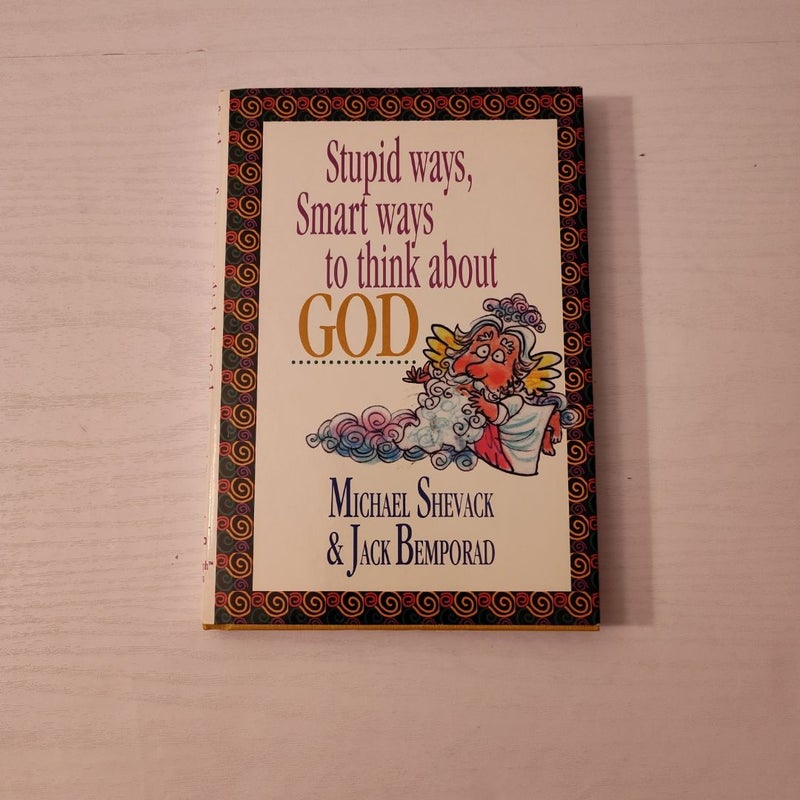 Stupid ways,
Smart ways
to think about
GOD
MICHAEL SHEVACK
& JACK BEMPORAD